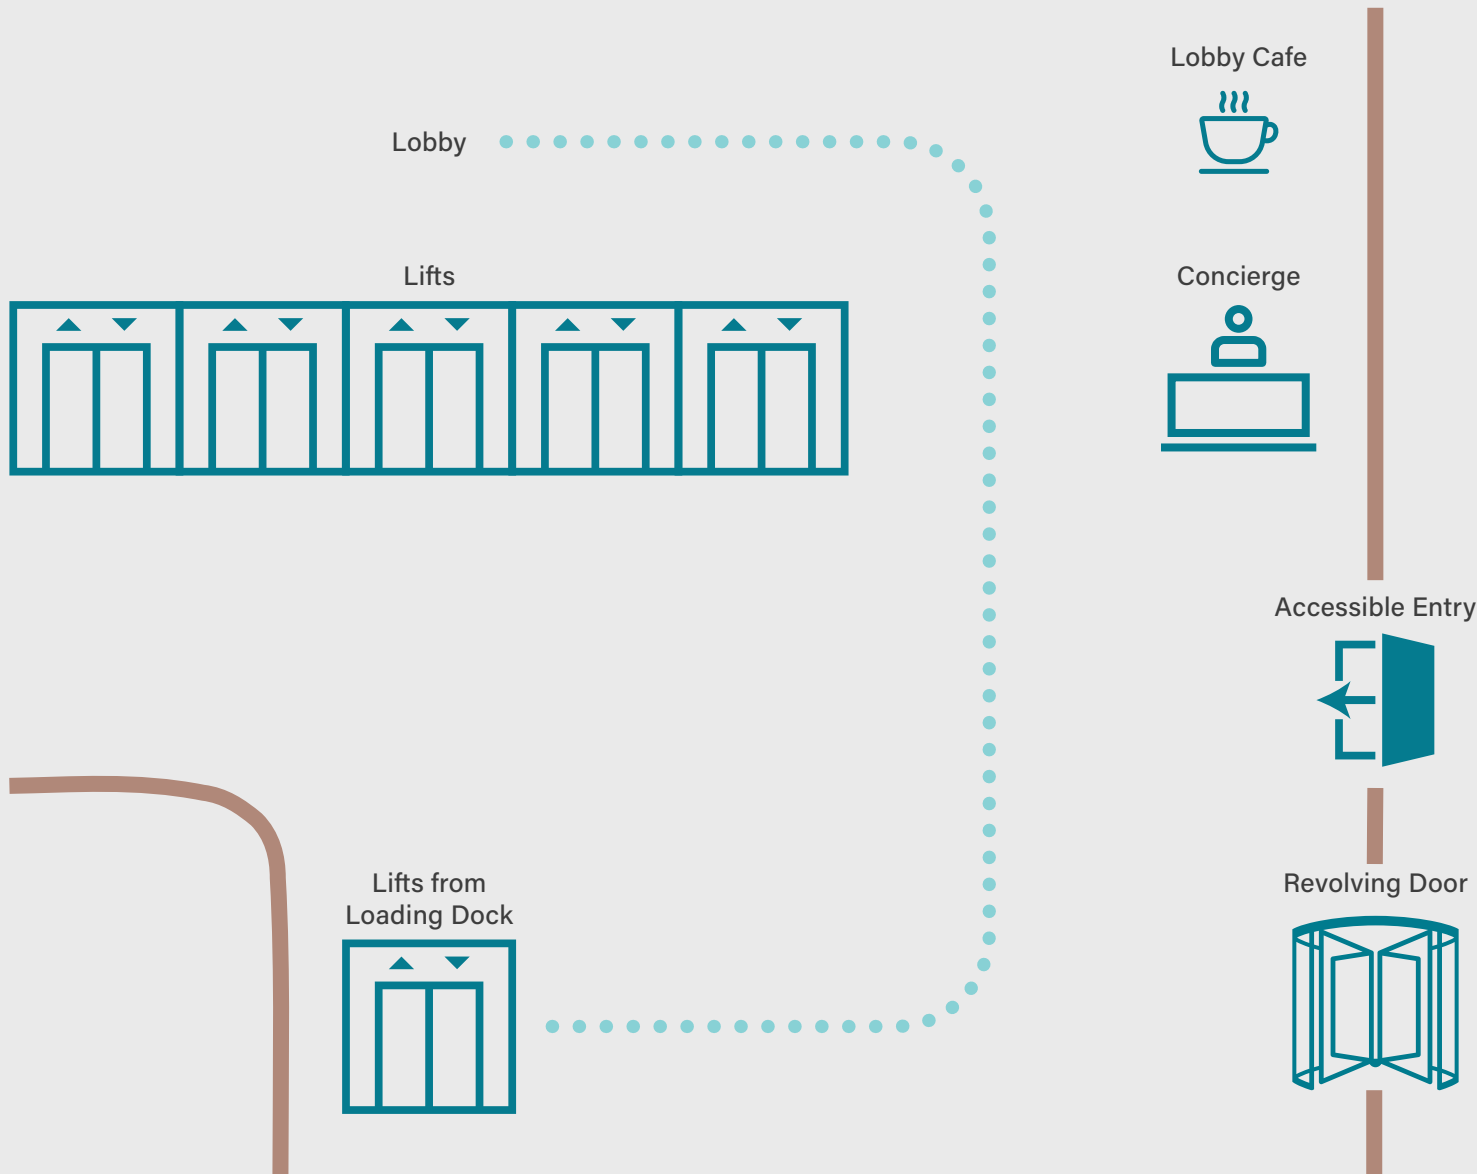 Lobby Cafe
Lobby
Lifts
Concierge
Accessible Entry
Lifts from
Loading Dock
Revolving Door